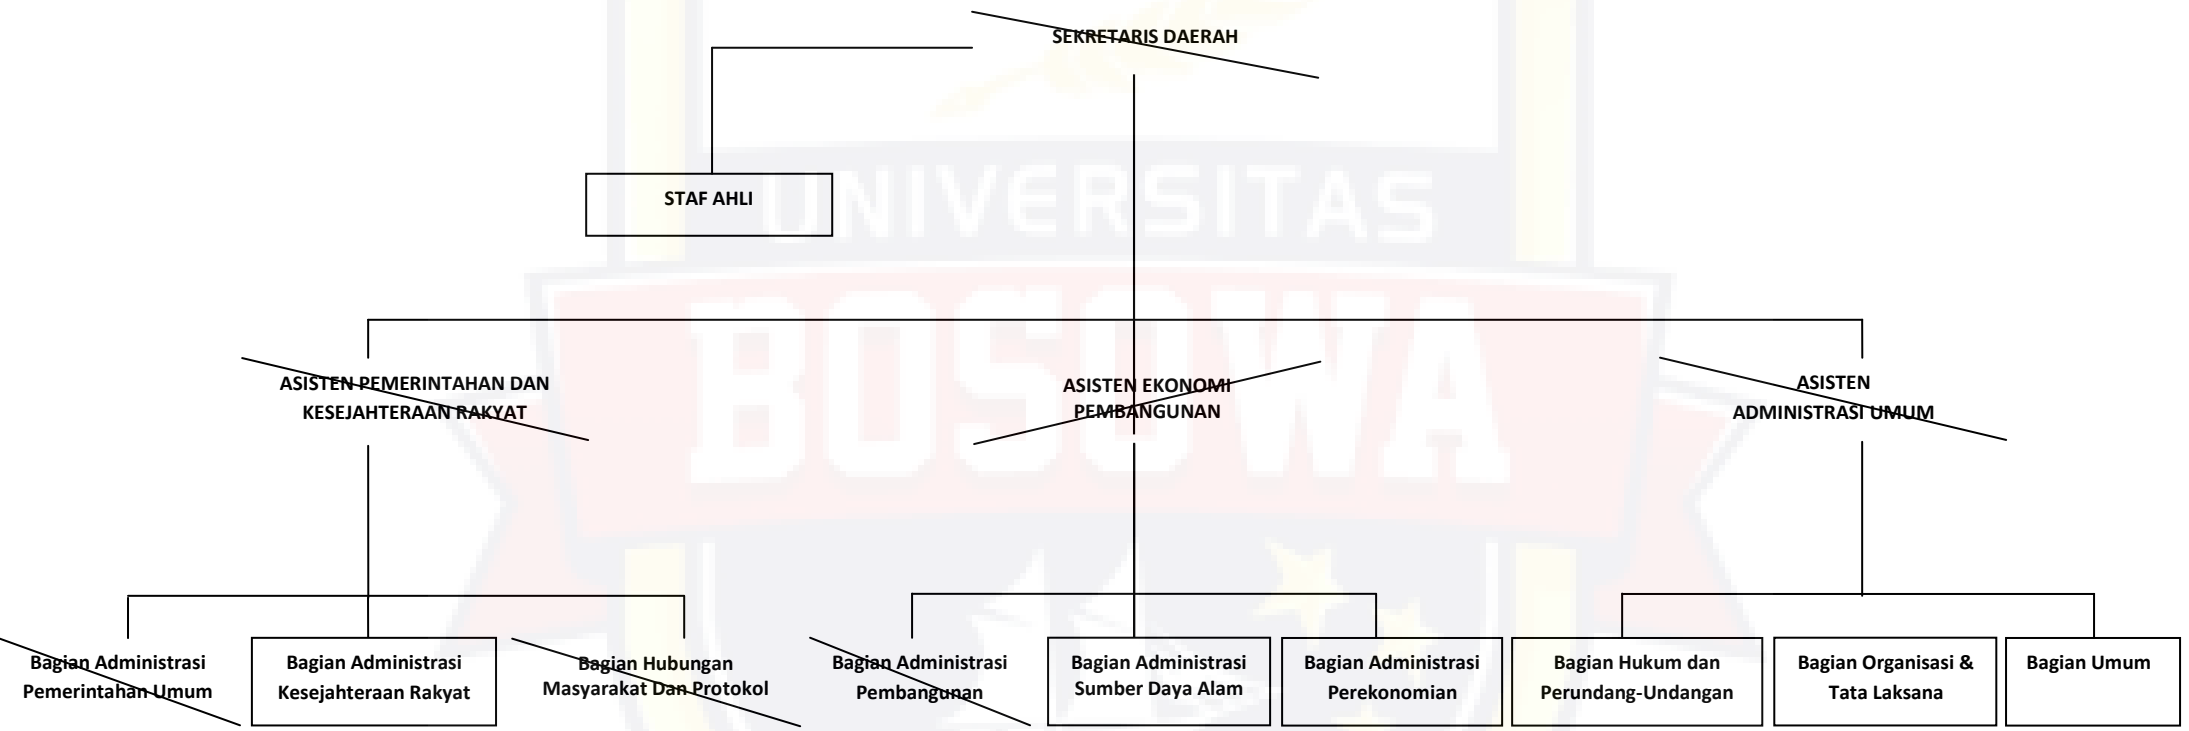 SEKRETARIS DAERAH
STAF AHLI
UNIVERSITAS
BOSOWA
ASISTEN PEMERINTAHAN DAN
KESEJAHTERAAN RAKYAT
ASISTEN EKONOMI
PEMBANGUNAN
ASISTEN
ADMINISTRASI UMUM
Bagian Administrasi
Pemerintahan Umum
Bagian Administrasi
Kesejahteraan Rakyat
Bagian Hubungan
Masyarakat Dan Protokol
Bagian Administrasi
Pembangunan
Bagian Administrasi
Sumber Daya Alam
Bagian Administrasi
Perekonomian
Bagian Hukum dan
Perundang-Undangan
Bagian Organisasi &
Tata Laksana
Bagian Umum